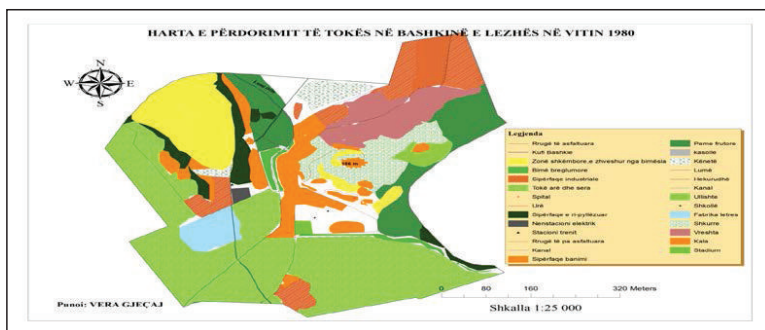 HARTA E PËRDORIMIT TË TOKËS NË BASHKINË E LEZHËS NË VITIN 1980
N
W E
S
Legjenda
Rrugë të asfaltuara
Kufi Bashkie
Zonë shkëmbore,e zhveshur nga bimësia
Bimë foragjere
Sipërfaqe industriale
Tokë arë dhe sera
Spital
Urë
Sipërfaqe e ripyllëzuar
Nenstacioni elektrik
Stacioni trenit
Rrugë të pa asfaltuara
Kanal
Sipërfaqe banimi
Pema frutore
kasolle
Kënetë
Lumë
Hekurudhë
Kanal
Ullishte
Shkollë
Fabrika letres
Shkurre
Vreshta
Kala
Stadium
0 80 160 320 Meters
Shkalla 1:25 000
Punoi: VERA GJEÇAJ